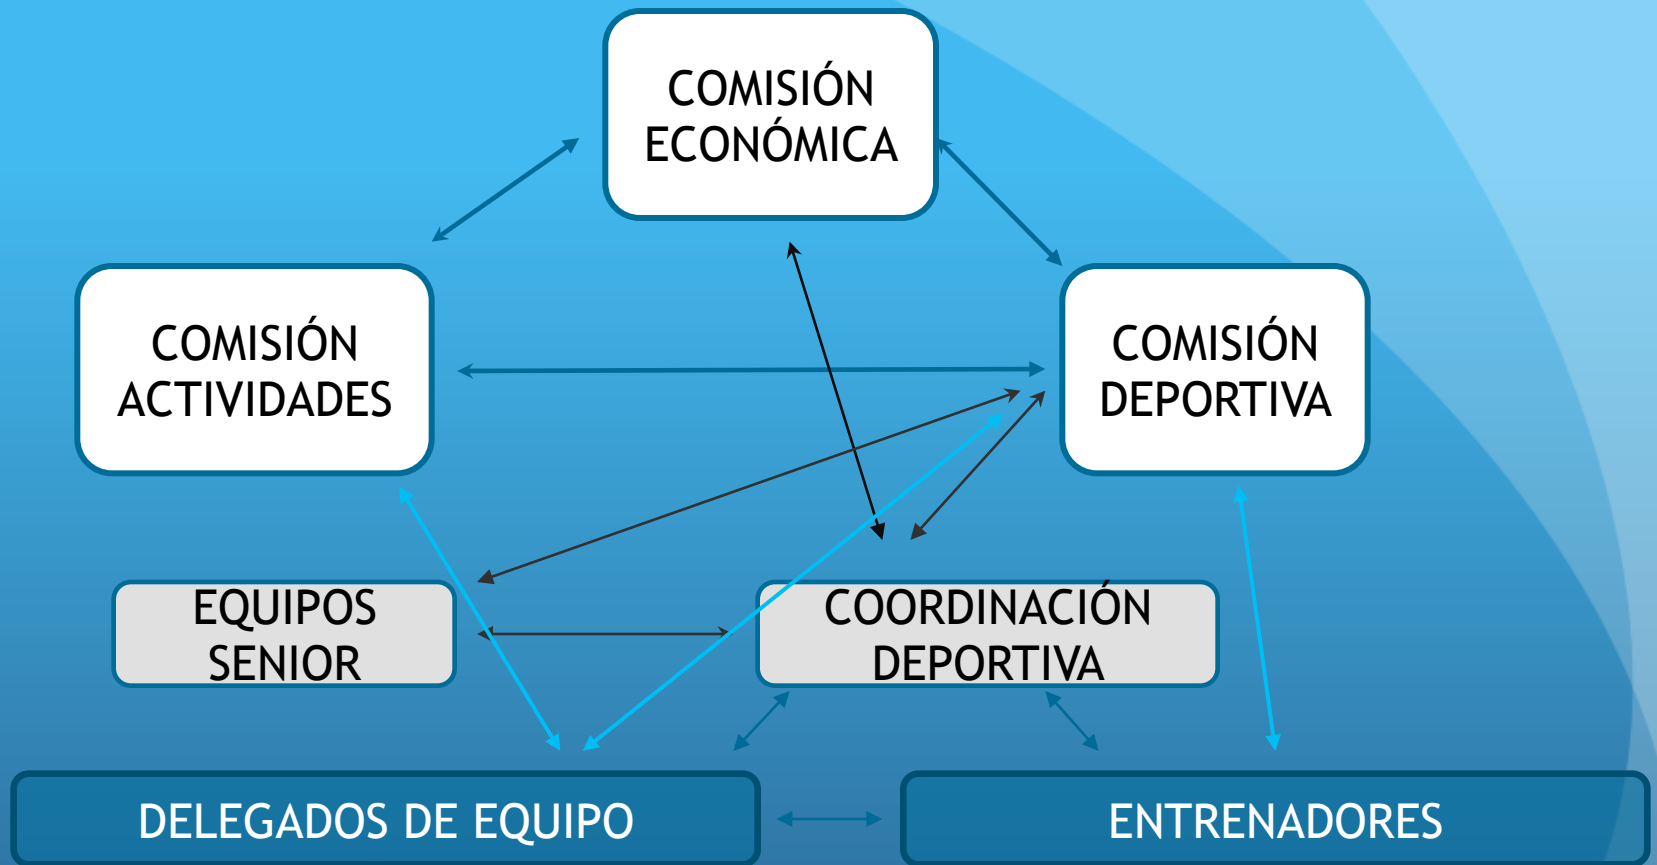 COMISIÓN
ECONÓMICA
COMISIÓN
ACTIVIDADES
COMISIÓN
DEPORTIVA
EQUIPOS
SENIOR
COORDINACIÓN
DEPORTIVA
DELEGADOS DE EQUIPO
ENTRENADORES